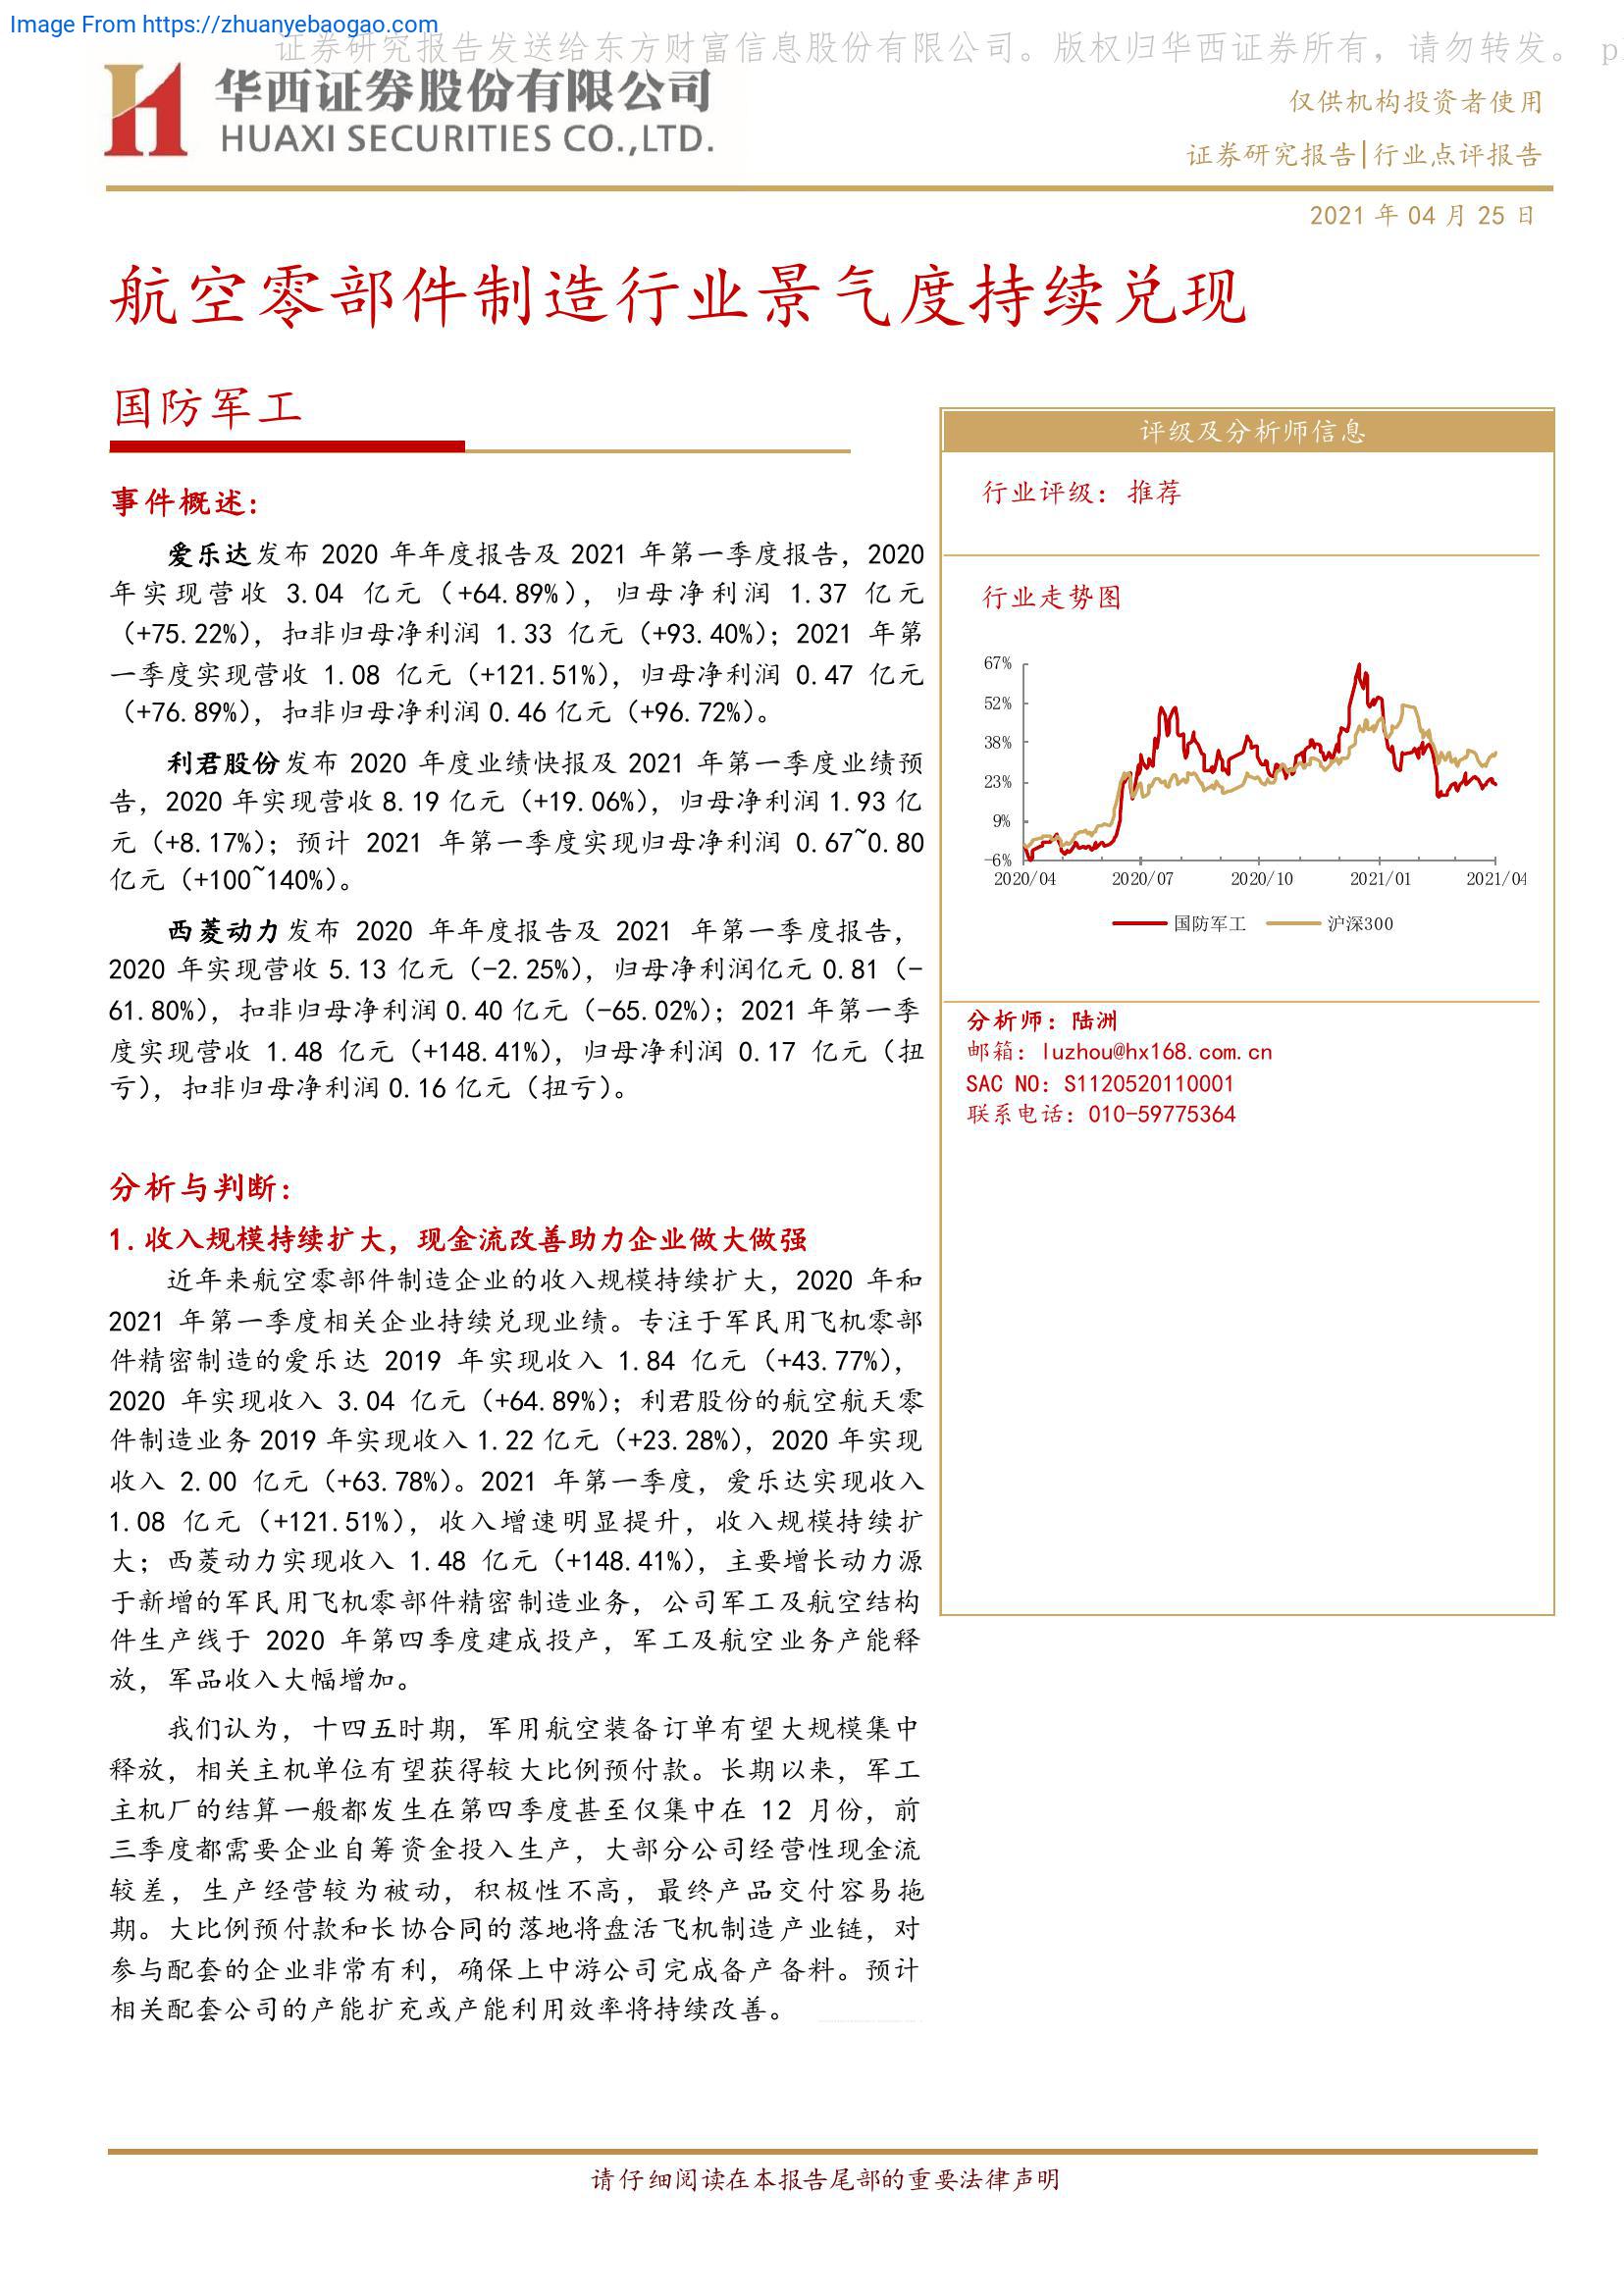 Image From https://zhuanyebaogao.com
证券研究报告发送给东方财富信息股份有限公司。版权归华西证券所有，请勿转发。 p
华西证券股份有限公司
HUAXI SECURITIES CO.,LTD.
仅供机构投资者使用
证券研究报告|行业点评报告
2021 年 04 月 25 日
航空零部件制造行业景气度持续兑现
国防军工
事件概述：
爱乐达发布 2020 年年度报告及 2021 年第一季度报告，2020
年实现营收 3.04 亿元（+64.89%），归母净利润 1.37 亿元
（+75.22%），扣非归母净利润 1.33 亿元（+93.40%）；2021 年第
一季度实现营收 1.08 亿元（+121.51%），归母净利润 0.47 亿元
（+76.89%），扣非归母净利润 0.46 亿元（+96.72%）。
利君股份发布 2020 年度业绩快报及 2021 年第一季度业绩预
告，2020 年实现营收 8.19 亿元（+19.06%），归母净利润 1.93 亿
元（+8.17%）；预计 2021 年第一季度实现归母净利润 0.67~0.80
亿元（+100~140%）。
西菱动力发布 2020 年年度报告及 2021 年第一季度报告，
2020 年实现营收 5.13 亿元（-2.25%），归母净利润亿元 0.81（-
61.80%），扣非归母净利润 0.40 亿元（-65.02%）；2021 年第一季
度实现营收 1.48 亿元（+148.41%），归母净利润 0.17 亿元（扭
亏），扣非归母净利润 0.16 亿元（扭亏）。
分析与判断：
1.收入规模持续扩大，现金流改善助力企业做大做强
近年来航空零部件制造企业的收入规模持续扩大，2020 年和
2021 年第一季度相关企业持续兑现业绩。专注于军民用飞机零部
件精密制造的爱乐达 2019 年实现收入 1.84 亿元（+43.77%），
2020 年实现收入 3.04 亿元（+64.89%）；利君股份的航空航天零
件制造业务 2019 年实现收入 1.22 亿元（+23.28%），2020 年实现
收入 2.00 亿元（+63.78%）。2021 年第一季度，爱乐达实现收入
1.08 亿元（+121.51%），收入增速明显提升，收入规模持续扩
大；西菱动力实现收入 1.48 亿元（+148.41%），主要增长动力源
于新增的军民用飞机零部件精密制造业务，公司军工及航空结构
件生产线于 2020 年第四季度建成投产，军工及航空业务产能释
放，军品收入大幅增加。
我们认为，十四五时期，军用航空装备订单有望大规模集中
释放，相关主机单位有望获得较大比例预付款。长期以来，军工
主机厂的结算一般都发生在第四季度甚至仅集中在 12 月份，前
三季度都需要企业自筹资金投入生产，大部分公司经营性现金流
较差，生产经营较为被动，积极性不高，最终产品交付容易拖
期。大比例预付款和长协合同的落地将盘活飞机制造产业链，对
参与配套的企业非常有利，确保上中游公司完成备产备料。预计
相关配套公司的产能扩充或产能利用效率将持续改善。
评级及分析师信息
行业评级：推荐
行业走势图
67%
52%
38%
23%
9%
-6%
2020/04 2020/07 2020/10 2021/01 2021/04
国防军工 沪深300
分析师：陆洲
邮箱：luzhou@hx168.com.cn
SAC NO：S1120520110001
联系电话：010-59775364
请仔细阅读在本报告尾部的重要法律声明